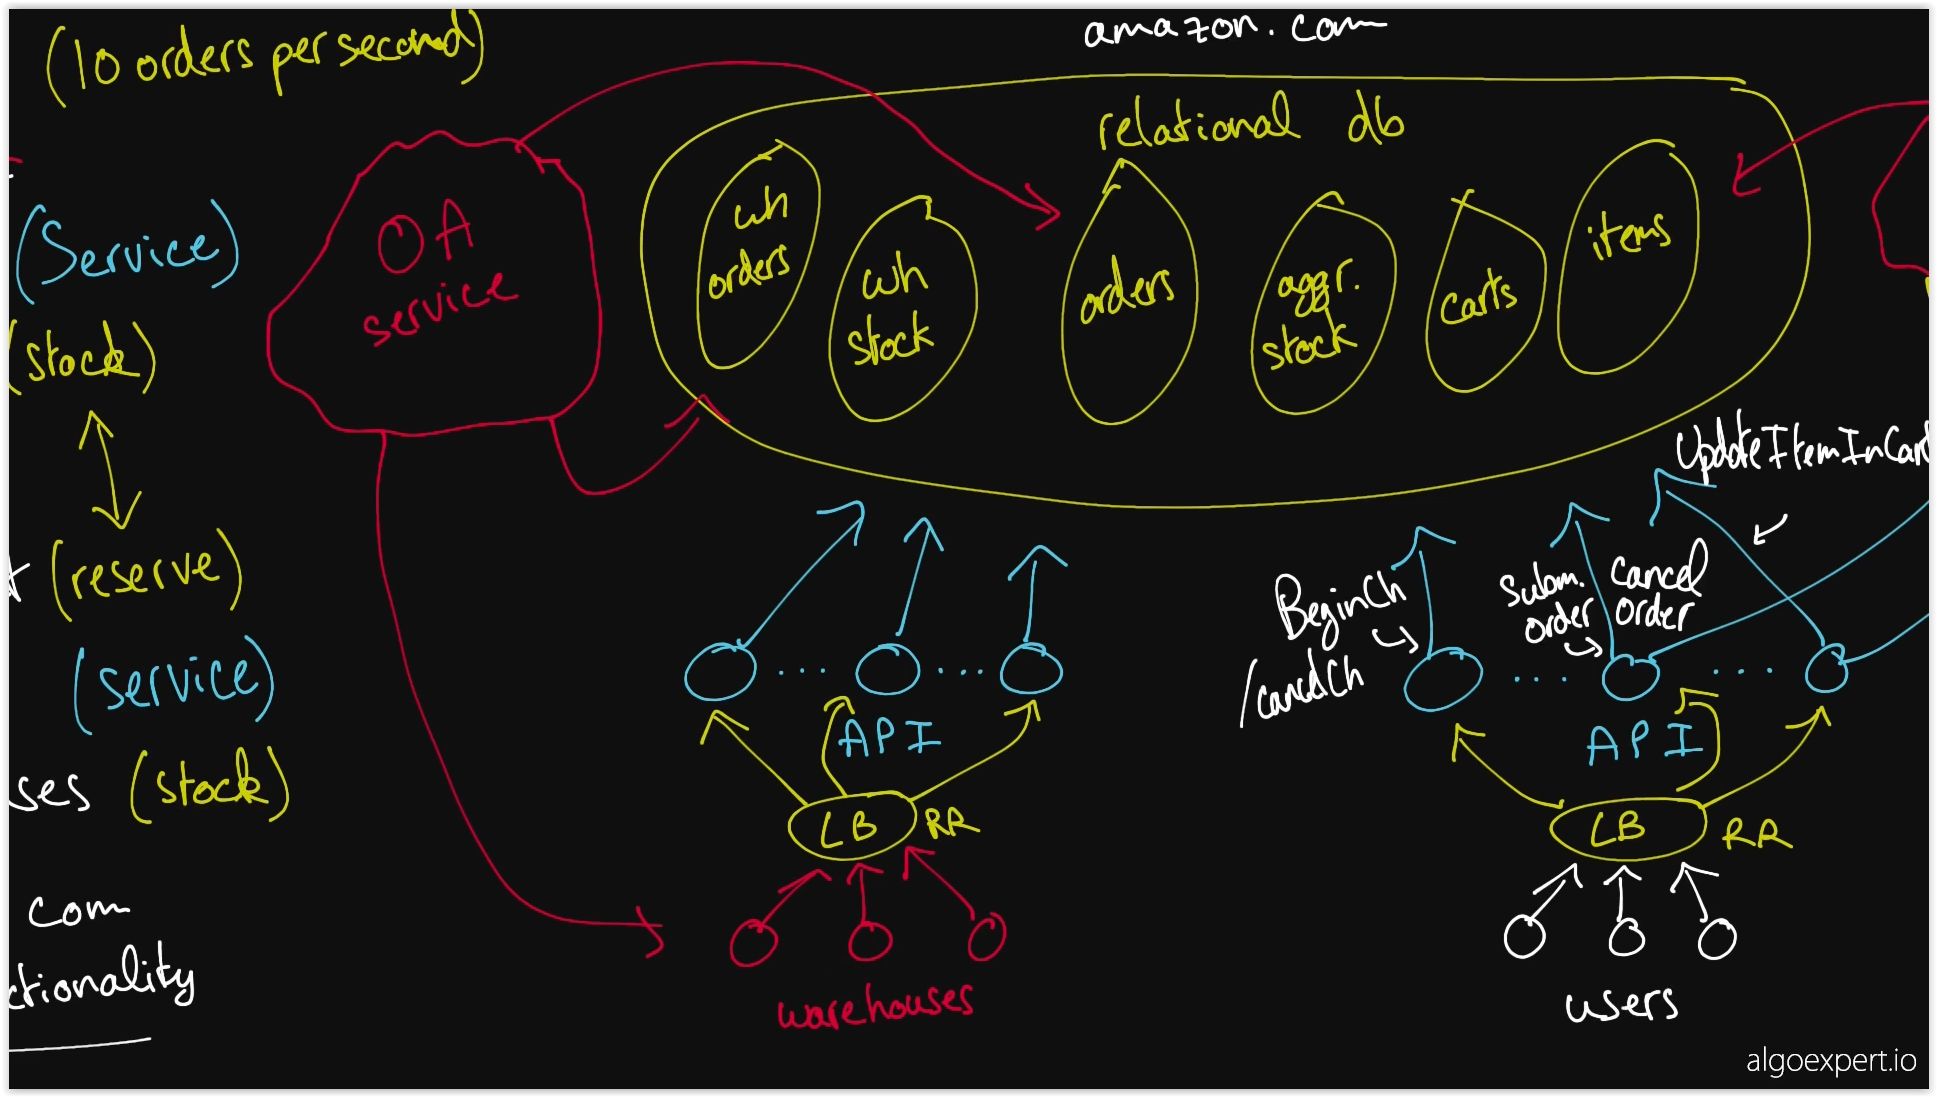 amazon.com
(10 orders per second)
relational db
wh
orders
wh
stock
orders
aggr.
stock
carts
items
OA
service
(Service)
(stock)
(reserve)
(service)
ses (stock)
com
ctionality
UpdateItemInCart
BeginCh
/cancelCh
Subm.
order
cancel
order
API
LB RR
warehouses
API
LB RR
users
algoexpert.io